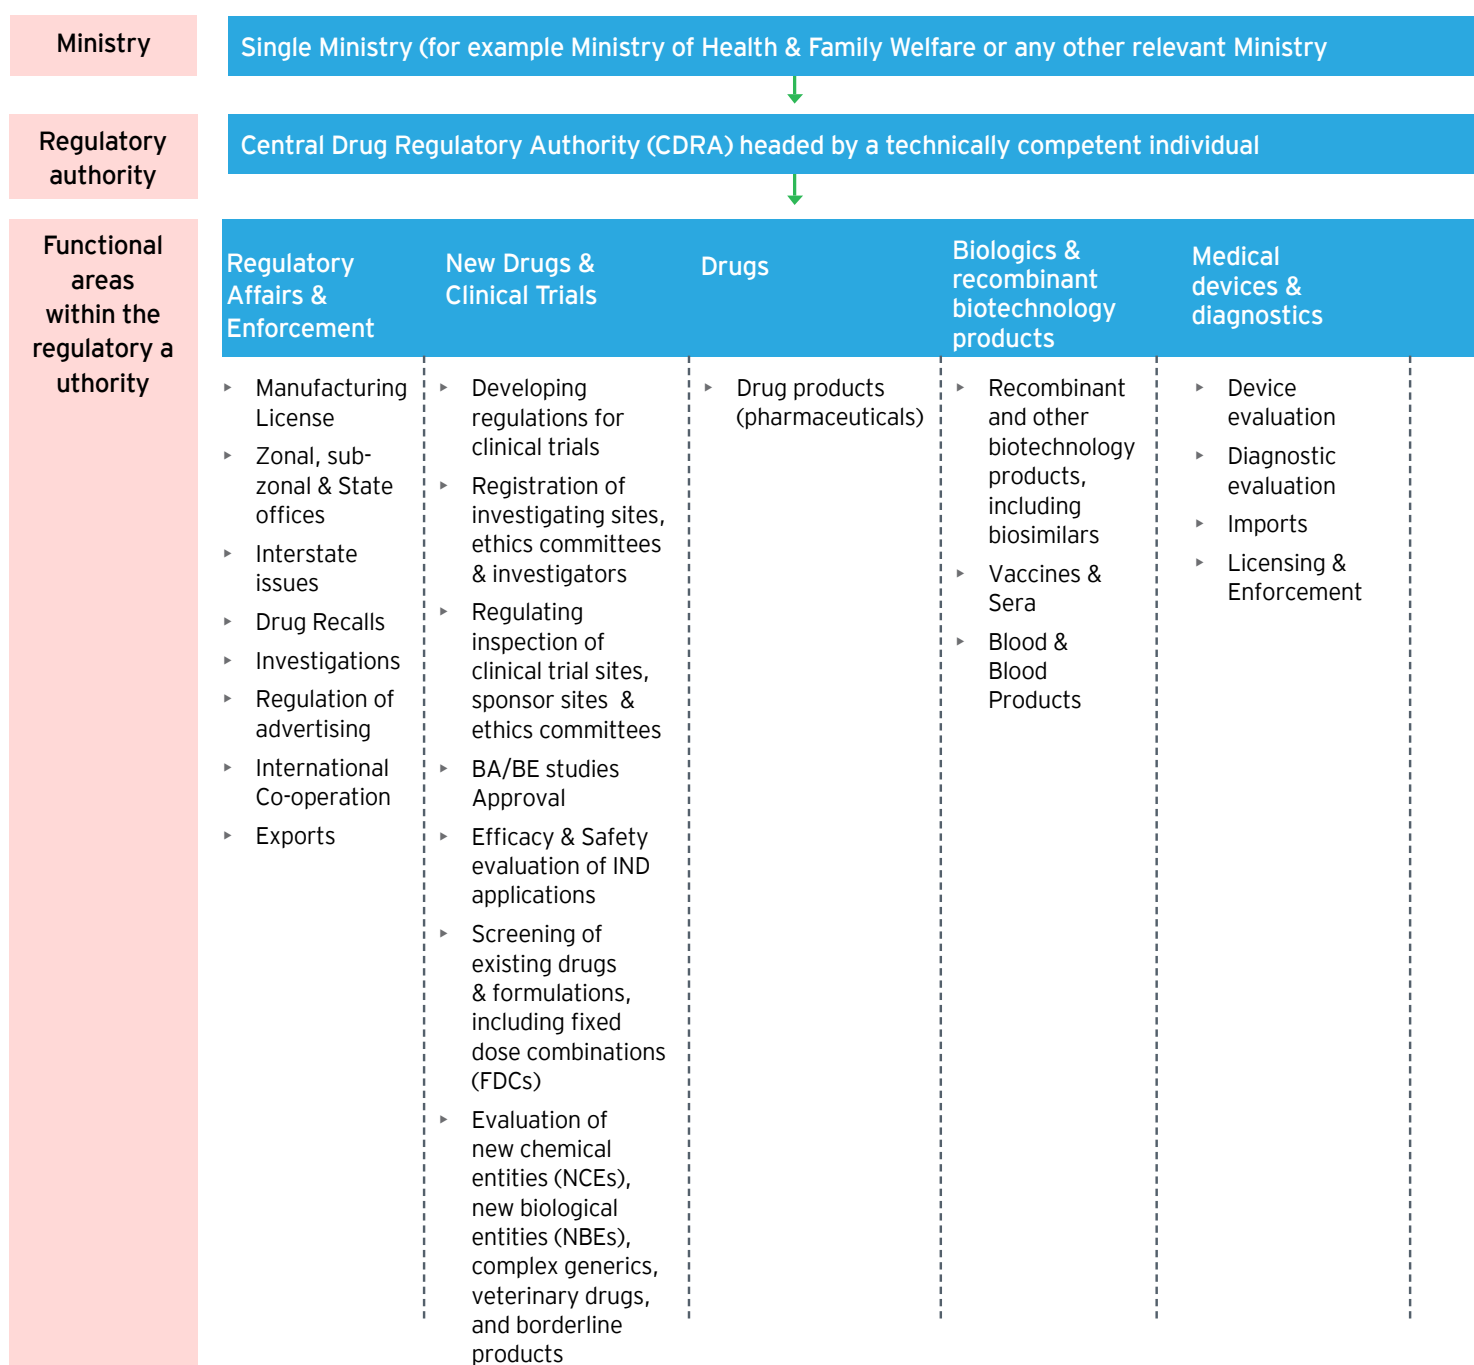 Ministry
Single Ministry (for example Ministry of Health & Family Welfare or any other relevant Ministry
Regulatory
authority
Central Drug Regulatory Authority (CDRA) headed by a technically competent individual
Functional
areas
within the
regulatory a
uthority
Regulatory
Affairs &
Enforcement
▸ Manufacturing
License
▸ Zonal, sub-
zonal & State
offices
▸ Interstate
issues
▸ Drug Recalls
▸ Investigations
▸ Regulation of
advertising
▸ International
Co-operation
▸ Exports
New Drugs &
Clinical Trials
▸ Developing
regulations for
clinical trials
▸ Registration of
investigating sites,
ethics committees
& investigators
▸ Regulating
inspection of
clinical trial sites,
sponsor sites &
ethics committees
▸ BA/BE studies
Approval
▸ Efficacy & Safety
evaluation of IND
applications
▸ Screening of
existing drugs
& formulations,
including fixed
dose combinations
(FDCs)
▸ Evaluation of
new chemical
entities (NCEs),
new biological
entities (NBEs),
complex generics,
veterinary drugs,
and borderline
products
Drugs
▸ Drug products
(pharmaceuticals)
Biologics &
recombinant
biotechnology
products
▸ Recombinant
and other
biotechnology
products,
including
biosimilars
▸ Vaccines &
Sera
▸ Blood &
Blood
Products
Medical
devices &
diagnostics
▸ Device
evaluation
▸ Diagnostic
evaluation
▸ Imports
▸ Licensing &
Enforcement